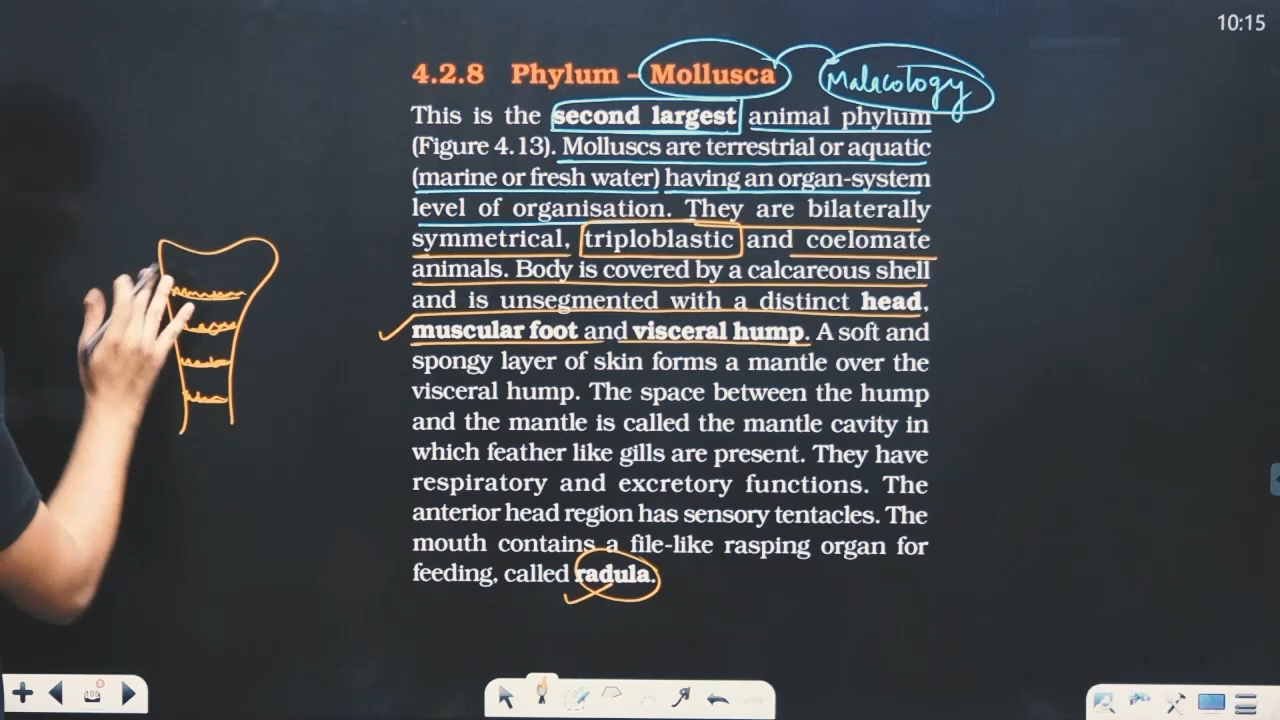 10:15
4.2.8 Phylum - Mollusca Malacology
This is the second largest animal phylum
(Figure 4.13). Molluscs are terrestrial or aquatic
(marine or fresh water) having an organ-system
level of organisation. They are bilaterally
symmetrical, triploblastic and coelomate
animals. Body is covered by a calcareous shell
and is unsegmented with a distinct head,
muscular foot and visceral hump. A soft and
spongy layer of skin forms a mantle over the
visceral hump. The space between the hump
and the mantle is called the mantle cavity in
which feather like gills are present. They have
respiratory and excretory functions. The
anterior head region has sensory tentacles. The
mouth contains a file-like rasping organ for
feeding, called radula.